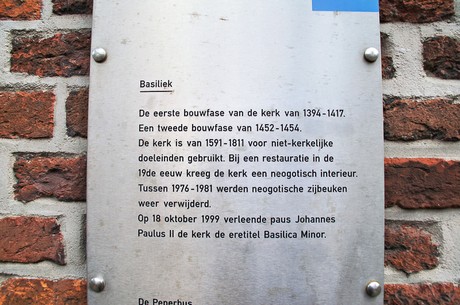 Basiliek
De eerste bouwfase van de kerk van 1394-1417.
Een tweede bouwfase van 1452-1454.
De kerk is van 1591-1811 voor niet-kerkelijke
doeleinden gebruikt. Bij een restauratie in de
19de eeuw kreeg de kerk een neogotisch interieur.
Tussen 1976-1981 werden neogotische zijbeuken
weer verwijderd.
Op 18 oktober 1999 verleende paus Johannes
Paulus II de kerk de eretitel Basilica Minor.
De Peperbus